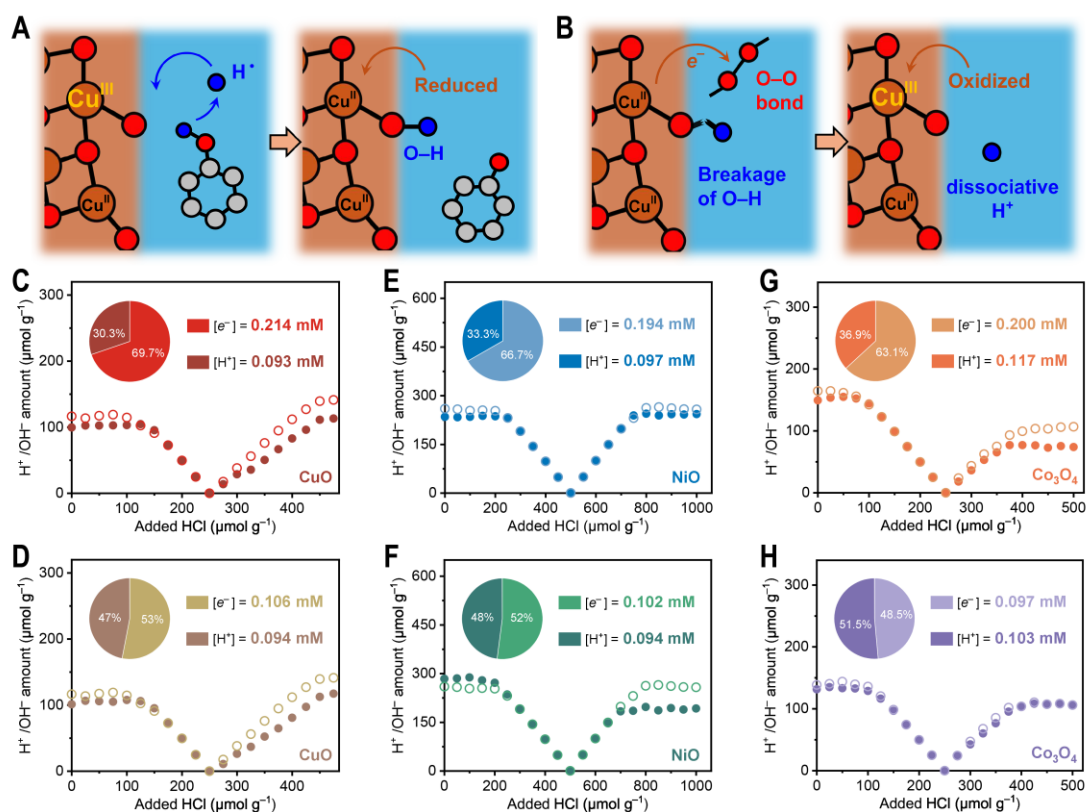 A
Cu^III
H•
Cu^II
Cu^II
Reduced
O–H
Cu^II
B
Cu^II
e⁻
O–O
bond
Breakage
of O–H
Cu^II
Cu^III
Oxidized
dissociative
H⁺
Cu^II
C
H⁺/OH⁻ amount (μmol g⁻¹)
300
200
100
0
30.3%
69.7%
[e⁻] = 0.214 mM
[H⁺] = 0.093 mM
CuO
0 200 400
Added HCl (μmol g⁻¹)
E
H⁺/OH⁻ amount (μmol g⁻¹)
600
450
300
150
0
33.3%
66.7%
[e⁻] = 0.194 mM
[H⁺] = 0.097 mM
NiO
0 200 400 600 800 1000
Added HCl (μmol g⁻¹)
G
H⁺/OH⁻ amount (μmol g⁻¹)
300
200
100
0
36.9%
63.1%
[e⁻] = 0.200 mM
[H⁺] = 0.117 mM
Co₃O₄
0 100 200 300 400 500
Added HCl (μmol g⁻¹)
D
H⁺/OH⁻ amount (μmol g⁻¹)
300
200
100
0
47%
53%
[e⁻] = 0.106 mM
[H⁺] = 0.094 mM
CuO
0 200 400
Added HCl (μmol g⁻¹)
F
H⁺/OH⁻ amount (μmol g⁻¹)
600
450
300
150
0
48%
52%
[e⁻] = 0.102 mM
[H⁺] = 0.094 mM
NiO
0 200 400 600 800 1000
Added HCl (μmol g⁻¹)
H
H⁺/OH⁻ amount (μmol g⁻¹)
300
200
100
0
51.5%
48.5%
[e⁻] = 0.097 mM
[H⁺] = 0.103 mM
Co₃O₄
0 100 200 300 400 500
Added HCl (μmol g⁻¹)